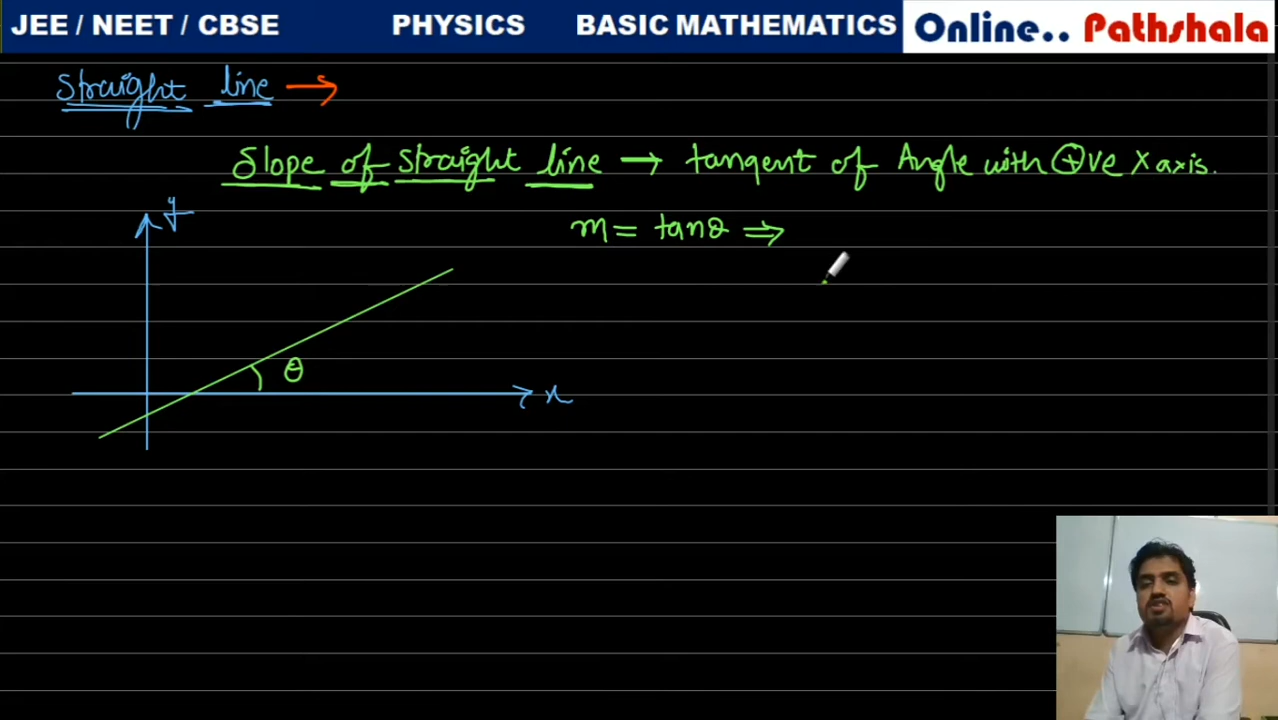 JEE / NEET / CBSE PHYSICS BASIC MATHEMATICS Online.. Pathshala
Straight line →
Slope of straight line → tangent of Angle with ⊕ve X axis.
m = tanθ ⇒
y
θ
x